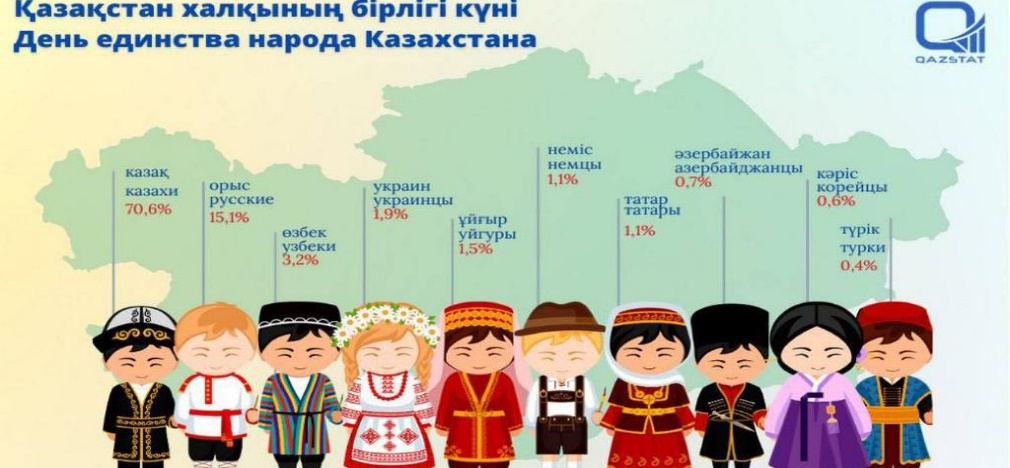 Қазақстан халқының бірлігі күні
День единства народа Казахстана
QAZSTAT
казақ
казахи
70,6%
орыс
русские
15,1%
өзбек
узбеки
3,2%
украин
украинцы
1,9%
ұйғыр
уйгуры
1,5%
неміс
немцы
1,1%
татар
татары
1,1%
әзербайжан
азербайджанцы
0,7%
кәріс
корейцы
0,6%
түрік
турки
0,4%